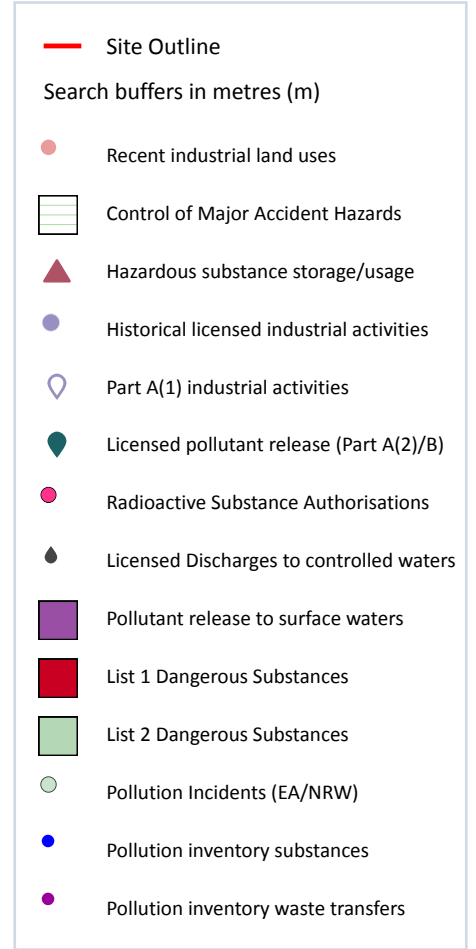 Site Outline
Search buffers in metres (m)
Recent industrial land uses
Control of Major Accident Hazards
Hazardous substance storage/usage
Historical licensed industrial activities
Part A(1) industrial activities
Licensed pollutant release (Part A(2)/B)
Radioactive Substance Authorisations
Licensed Discharges to controlled waters
Pollutant release to surface waters
List 1 Dangerous Substances
List 2 Dangerous Substances
Pollution Incidents (EA/NRW)
Pollution inventory substances
Pollution inventory waste transfers